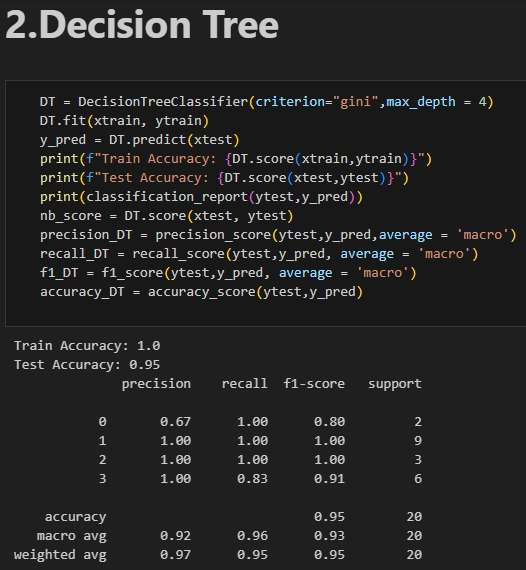 2.Decision Tree
DT = DecisionTreeClassifier(criterion="gini",max_depth = 4)
DT.fit(xtrain, ytrain)
y_pred = DT.predict(xtest)
print(f"Train Accuracy: {DT.score(xtrain,ytrain)}")
print(f"Test Accuracy: {DT.score(xtest,ytest)}")
print(classification_report(ytest,y_pred))
nb_score = DT.score(xtest, ytest)
precision_DT = precision_score(ytest,y_pred,average = 'macro')
recall_DT = recall_score(ytest,y_pred, average = 'macro')
f1_DT = f1_score(ytest,y_pred, average = 'macro')
accuracy_DT = accuracy_score(ytest,y_pred)
Train Accuracy: 1.0
Test Accuracy: 0.95
precision recall f1-score support
0 0.67 1.00 0.80 2
1 1.00 1.00 1.00 9
2 1.00 1.00 1.00 3
3 1.00 0.83 0.91 6
accuracy 0.95 20
macro avg 0.92 0.96 0.93 20
weighted avg 0.97 0.95 0.95 20